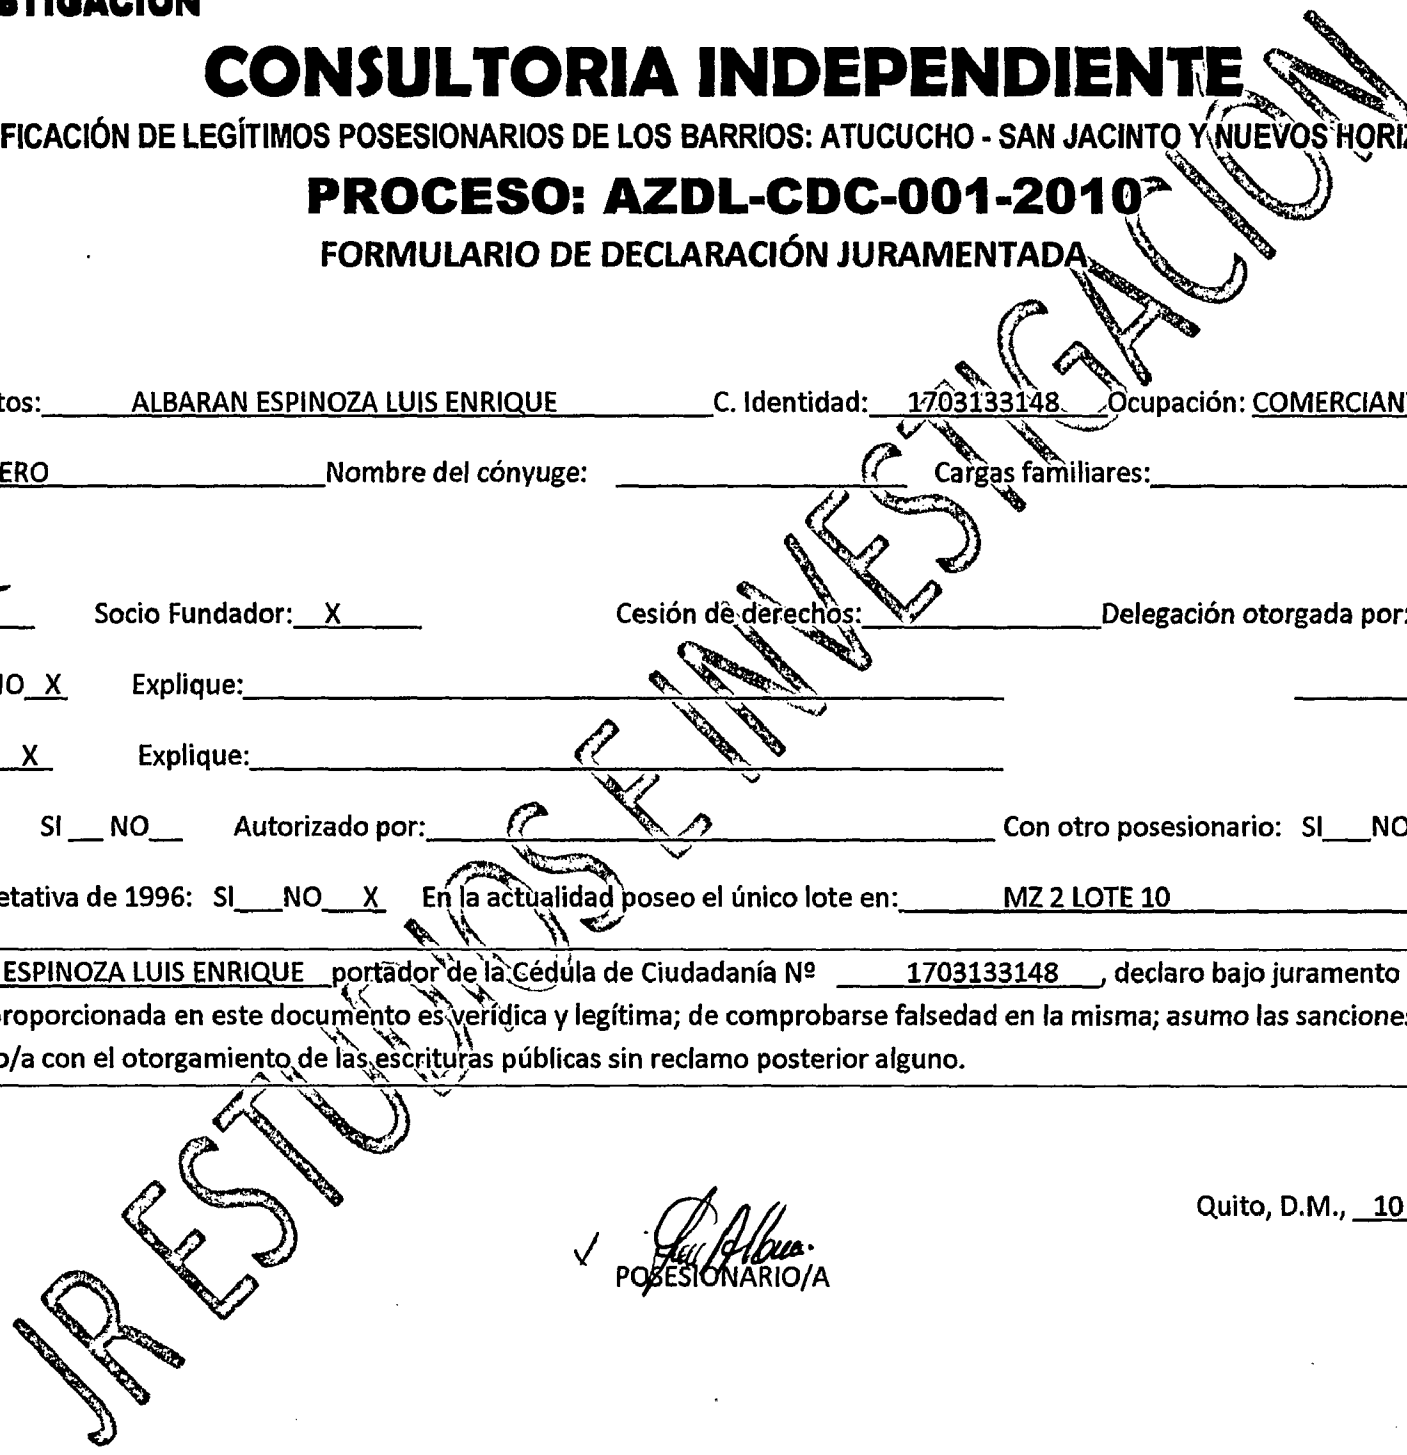 STIGACIÓN
CONSULTORIA INDEPENDIENTE
FICACIÓN DE LEGÍTIMOS POSESIONARIOS DE LOS BARRIOS: ATUCUCHO - SAN JACINTO Y NUEVOS HORIZ
PROCESO: AZDL-CDC-001-2010
FORMULARIO DE DECLARACIÓN JURAMENTADA
tos: ALBARAN ESPINOZA LUIS ENRIQUE C. Identidad: 1703133148 Ocupación: COMERCIANT
ERO Nombre del cónyuge: Cargas familiares:
Socio Fundador: X Cesión de derechos: Delegación otorgada por:
NO X Explique:
X Explique:
SI NO Autorizado por: Con otro posesionario: SI NO
etativa de 1996: SI NO X En la actualidad poseo el único lote en: MZ 2 LOTE 10
ESPINOZA LUIS ENRIQUE portador de la Cédula de Ciudadanía Nº 1703133148, declaro bajo juramento
proporcionada en este documento es verídica y legítima; de comprobarse falsedad en la misma; asumo las sanciones
o/a con el otorgamiento de las escrituras públicas sin reclamo posterior alguno.
Quito, D.M., 10
POSESIONARIO/A
JR ESTUDIOS E INVESTIGACION